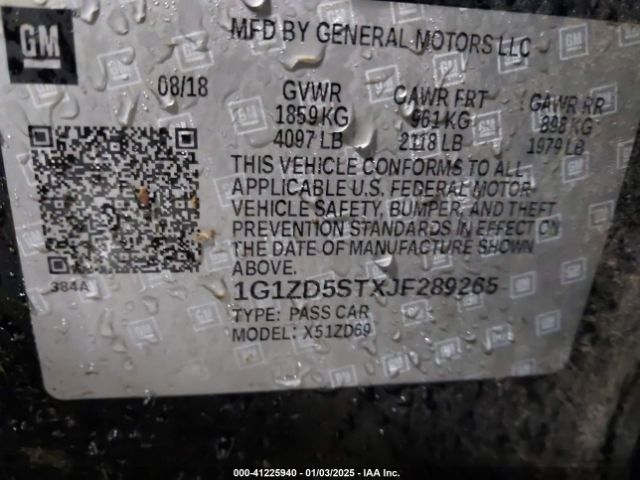 GM
MFD BY GENERAL MOTORS LLC
08/18 GVWR GAWR FRT GAWR RR
1859 KG 961 KG 898 KG
4097 LB 2118 LB 1979 LB
THIS VEHICLE CONFORMS TO ALL
APPLICABLE U.S. FEDERAL MOTOR
VEHICLE SAFETY, BUMPER, AND THEFT
PREVENTION STANDARDS IN EFFECT ON
THE DATE OF MANUFACTURE SHOWN ABOVE.
384A
1G1ZD5STXJF289265
TYPE: PASS CAR
MODEL: X51ZD69
000-41225940 - 01/03/2025 - IAA Inc.